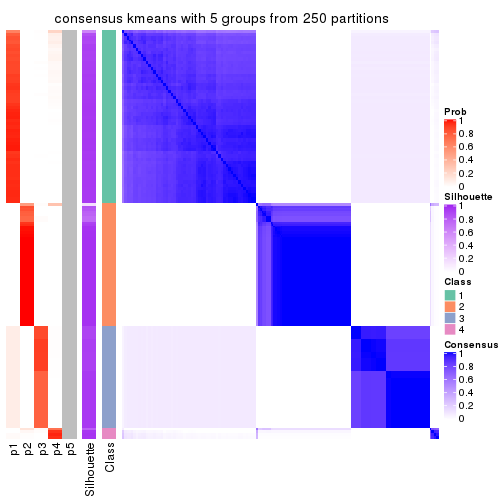 consensus kmeans with 5 groups from 250 partitions
Prob
1
0.8
0.6
0.4
0.2
0
Silhouette
1
0.8
0.6
0.4
0.2
0
Class
1
2
3
4
Consensus
1
0.8
0.6
0.4
0.2
0
p1
p2
p3
p4
p5
Silhouette
Class